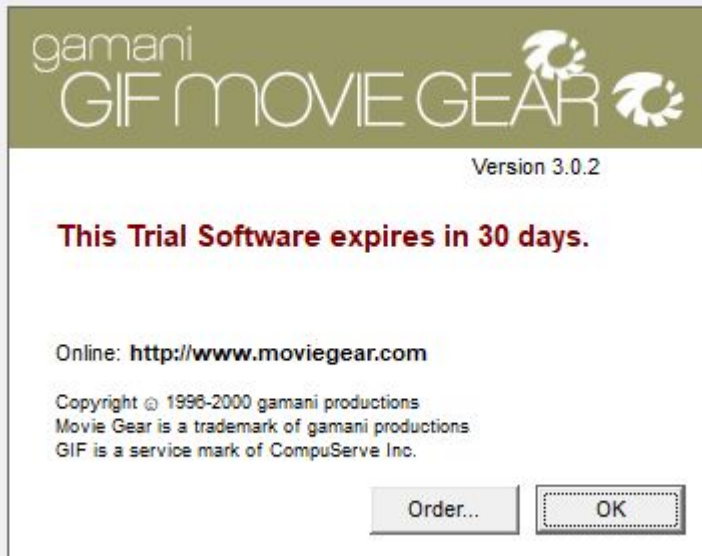 gamani
GIF MOVIE GEAR
Version 3.0.2
This Trial Software expires in 30 days.
Online: http://www.moviegear.com
Copyright © 1996-2000 gamani productions
Movie Gear is a trademark of gamani productions
GIF is a service mark of CompuServe Inc.
Order... OK